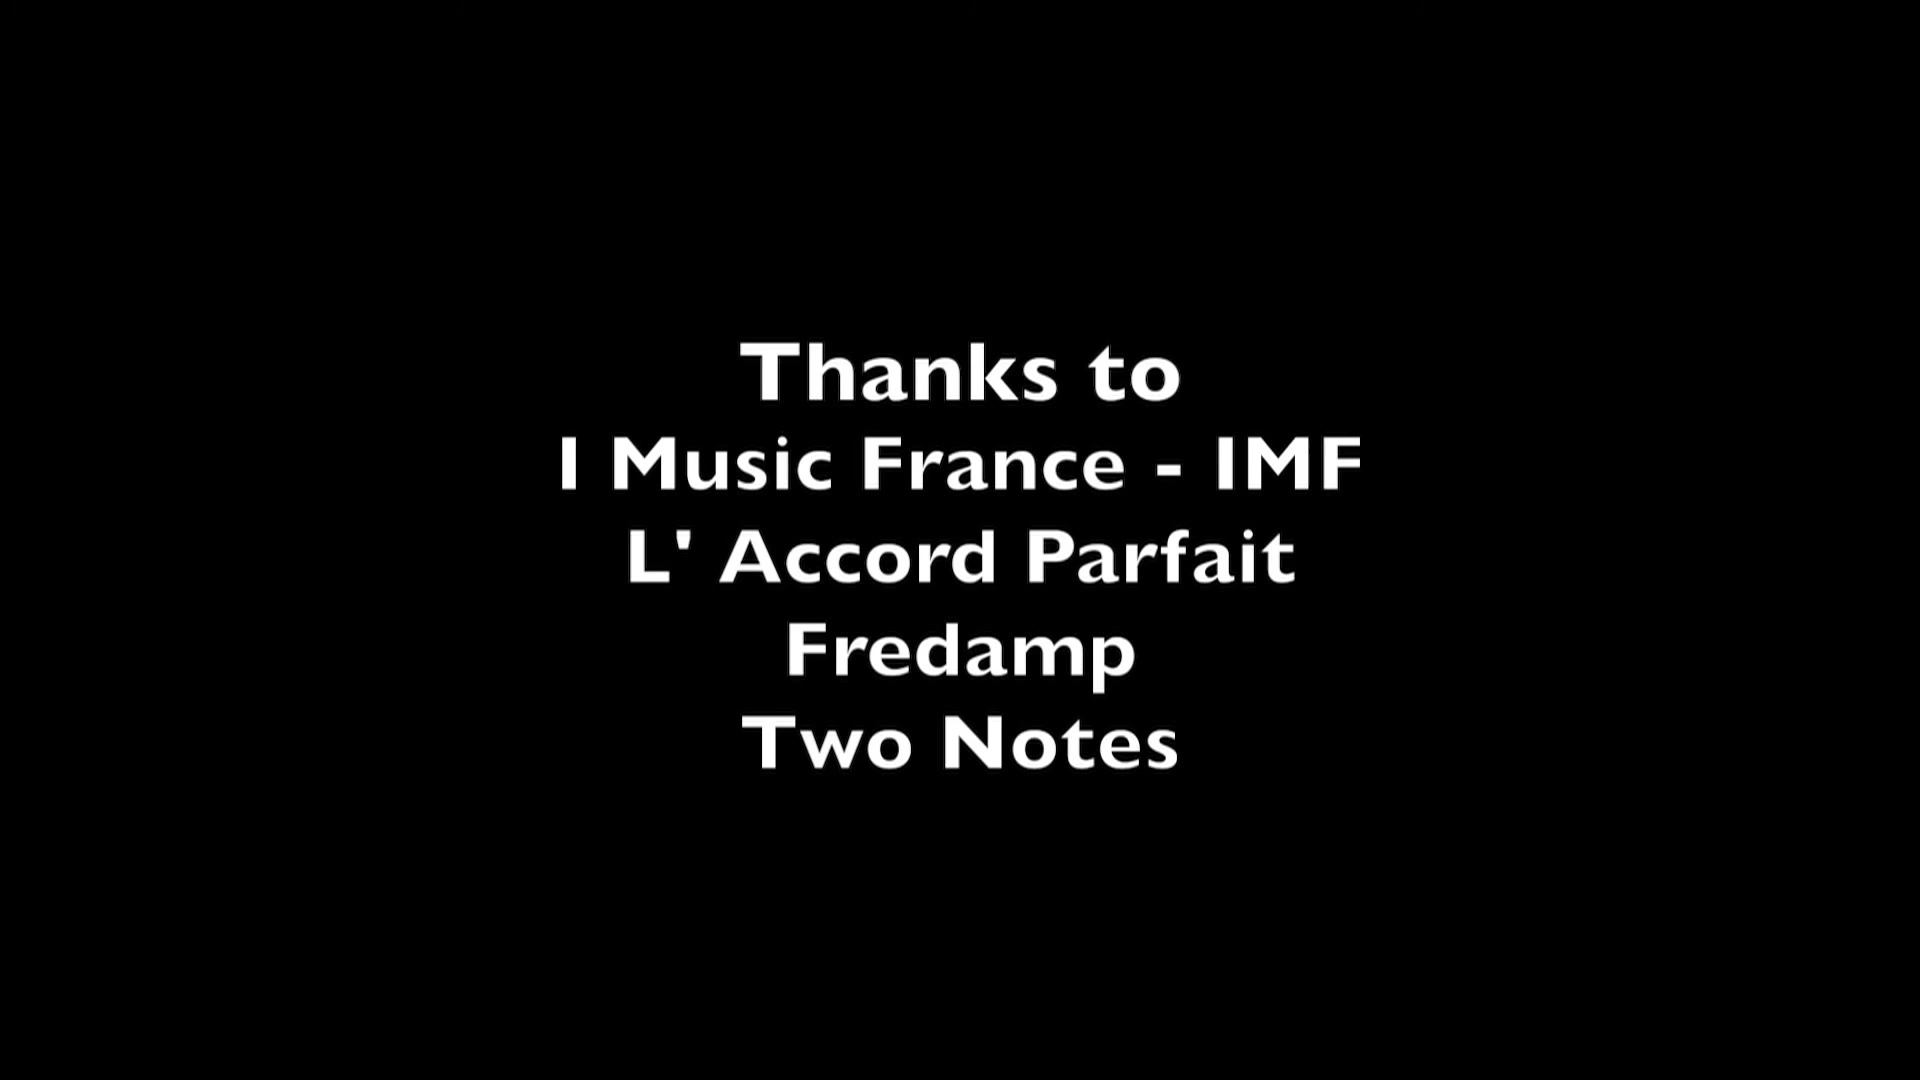 Thanks to
I Music France - IMF
L' Accord Parfait
Fredamp
Two Notes